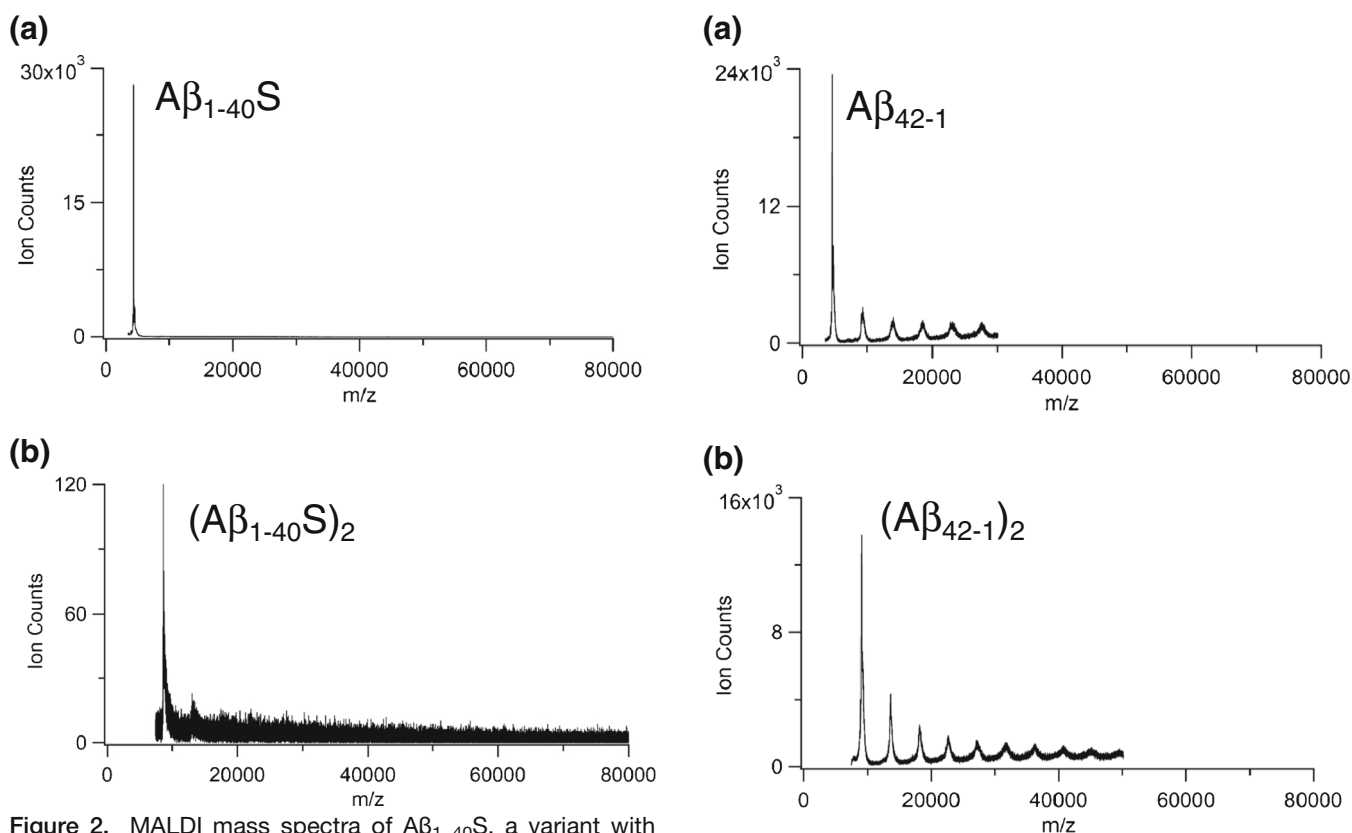 (a)
30x10³
15
0
Ion Counts
Aβ₁₋₄₀S
0 20000 40000 60000 80000
m/z
(b)
120
60
0
Ion Counts
(Aβ₁₋₄₀S)₂
0 20000 40000 60000 80000
m/z
Figure 2. MALDI mass spectra of Aβ₁₋₄₀S, a variant with
(a)
24x10³
12
0
Ion Counts
Aβ₄₂₋₁
0 20000 40000 60000 80000
m/z
(b)
16x10³
8
0
Ion Counts
(Aβ₄₂₋₁)₂
0 20000 40000 60000 80000
m/z